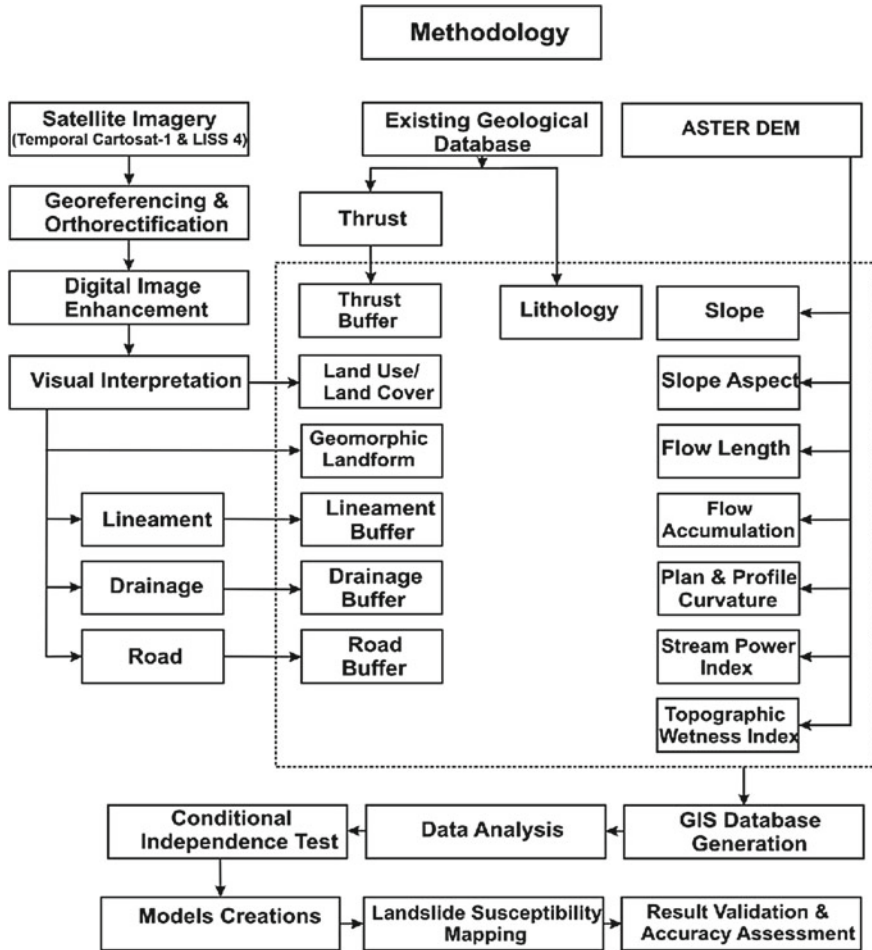 Methodology
Satellite Imagery
(Temporal Cartosat-1 & LISS 4)
Georeferencing &
Orthorectification
Digital Image
Enhancement
Visual Interpretation
Lineament
Drainage
Road
Existing Geological
Database
Thrust
Thrust
Buffer
Lithology
Land Use/
Land Cover
Geomorphic
Landform
Lineament
Buffer
Drainage
Buffer
Road
Buffer
ASTER DEM
Slope
Slope Aspect
Flow Length
Flow
Accumulation
Plan & Profile
Curvature
Stream Power
Index
Topographic
Wetness Index
GIS Database
Generation
Data Analysis
Conditional
Independence Test
Models Creations
Landslide Susceptibility
Mapping
Result Validation &
Accuracy Assessment